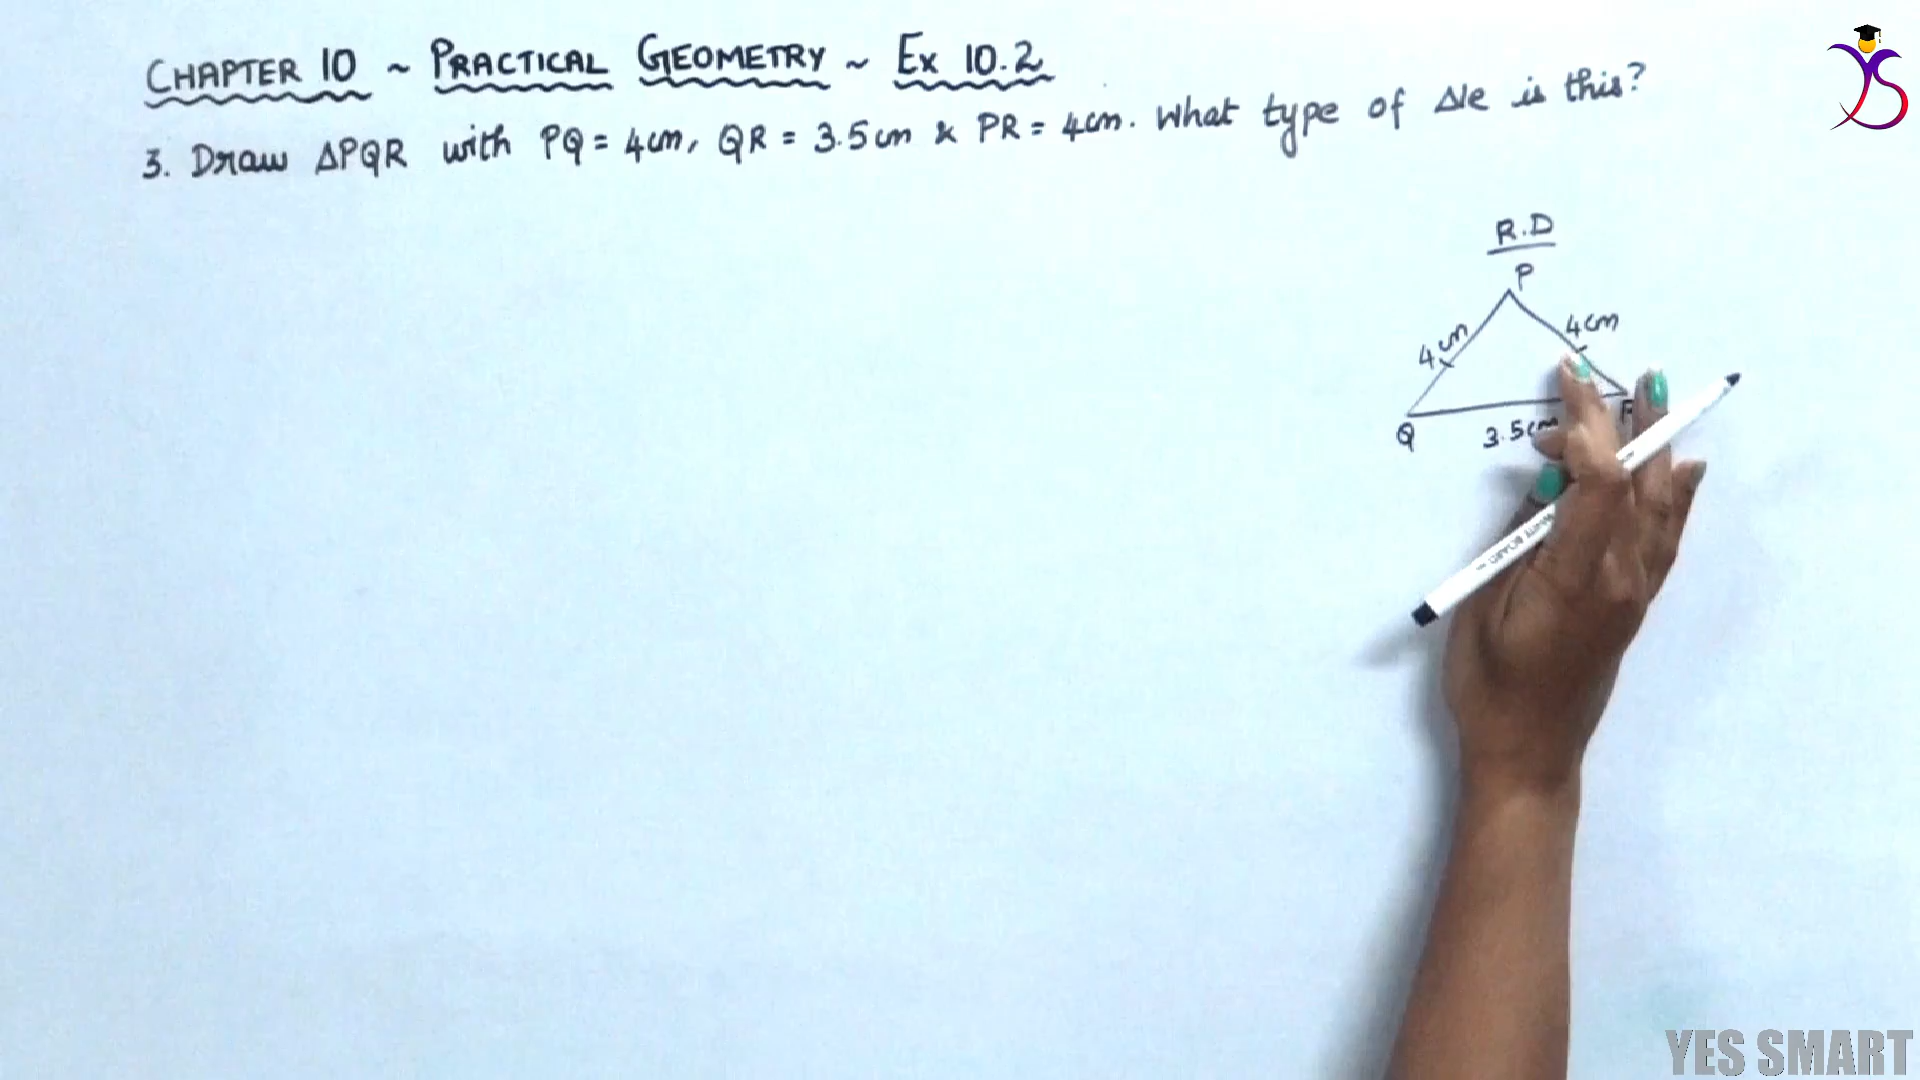 CHAPTER 10 ~ PRACTICAL GEOMETRY ~ Ex 10.2
3. Draw ΔPQR with PQ = 4cm, QR = 3.5cm & PR = 4cm. What type of Δle is this?
R.D
P
4cm
4cm
Q
3.5cm
R
YES SMART